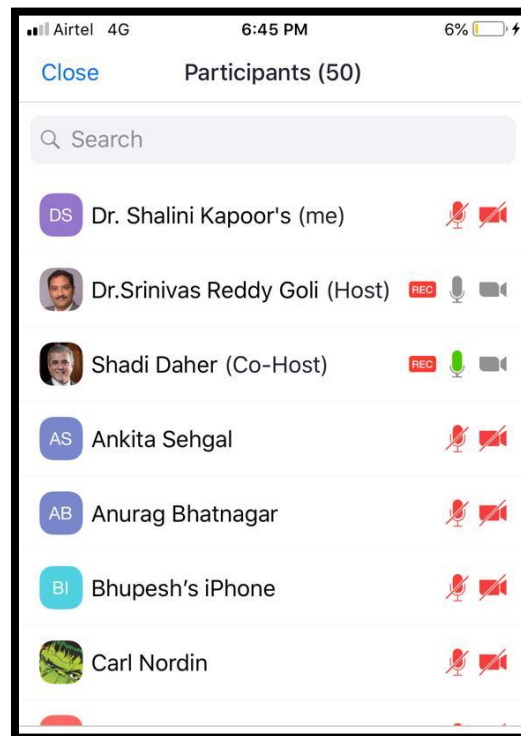 Airtel 4G 6:45 PM 6%
Close Participants (50)
Search
DS Dr. Shalini Kapoor's (me)
Dr.Srinivas Reddy Goli (Host) REC
Shadi Daher (Co-Host) REC
AS Ankita Sehgal
AB Anurag Bhatnagar
BI Bhupesh’s iPhone
Carl Nordin